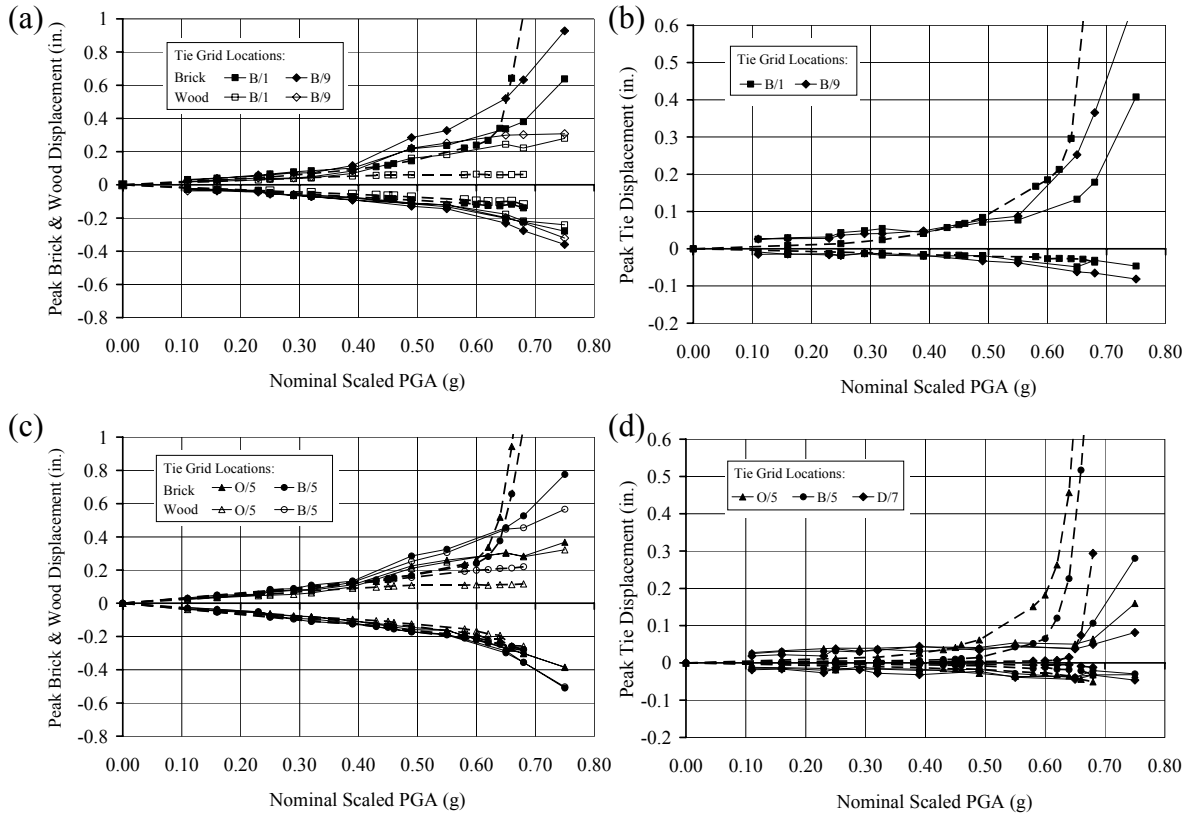 (a)
Peak Brick & Wood Displacement (in.)
1
0.8
0.6
0.4
0.2
0
-0.2
-0.4
-0.6
-0.8
Tie Grid Locations:
Brick B/1 B/9
Wood B/1 B/9
0.00 0.10 0.20 0.30 0.40 0.50 0.60 0.70 0.80
Nominal Scaled PGA (g)
(b)
Peak Tie Displacement (in.)
0.6
0.5
0.4
0.3
0.2
0.1
0
-0.1
-0.2
B/1 B/9
Tie Grid Locations:
0.00 0.10 0.20 0.30 0.40 0.50 0.60 0.70 0.80
Nominal Scaled PGA (g)
(c)
Peak Brick & Wood Displacement (in.)
1
0.8
0.6
0.4
0.2
0
-0.2
-0.4
-0.6
-0.8
Tie Grid Locations:
Brick O/5 B/5
Wood O/5 B/5
0.00 0.10 0.20 0.30 0.40 0.50 0.60 0.70 0.80
Nominal Scaled PGA (g)
(d)
Peak Tie Displacement (in.)
0.6
0.5
0.4
0.3
0.2
0.1
0
-0.1
-0.2
Tie Grid Locations:
O/5 B/5 D/7
0.00 0.10 0.20 0.30 0.40 0.50 0.60 0.70 0.80
Nominal Scaled PGA (g)